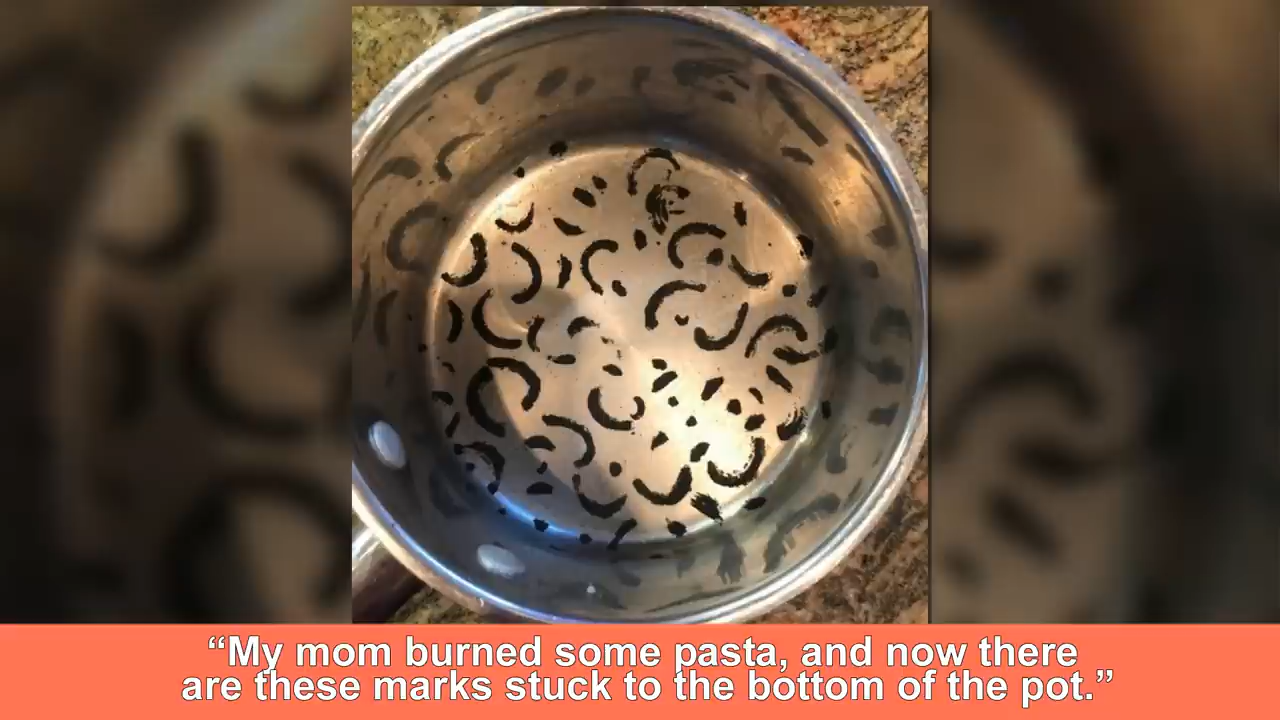 “My mom burned some pasta, and now there
are these marks stuck to the bottom of the pot.”